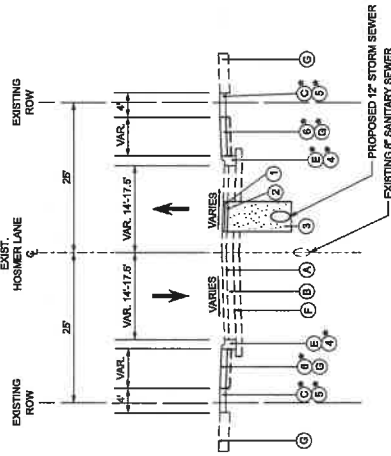 EXISTING
ROW
EXIST.
HOSMER LANE
℄
EXISTING
ROW
25'
25'
4'
VAR.
VAR. 14'-17.5'
VAR. 14'-17.5'
VAR.
4'
VARIES
VARIES
G
C* 5*
6* G*
E* 4*
F
B
A
3
2
1
E* 4*
6* G*
C* 5*
G
PROPOSED 12" STORM SEWER
EXISTING 8" SANITARY SEWER